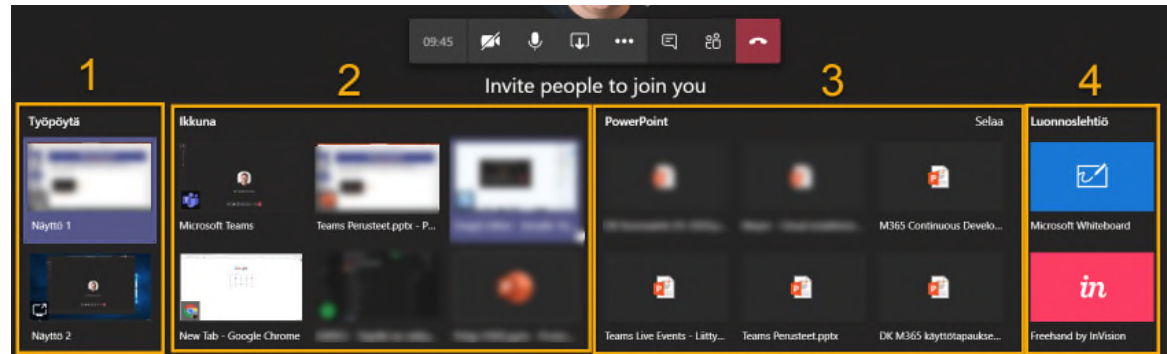 09:45
Invite people to join you
1
2
3
4
Työpöytä
Näyttö 1
Näyttö 2
Ikkuna
Microsoft Teams
Teams Perusteet.pptx - P...
New Tab - Google Chrome
PowerPoint
Selaa
M365 Continuous Develo...
Teams Live Events - Liitty...
Teams Perusteet.pptx
DK M365 käyttötapaukse...
Luonnoslehtiö
Microsoft Whiteboard
in
Freehand by InVision